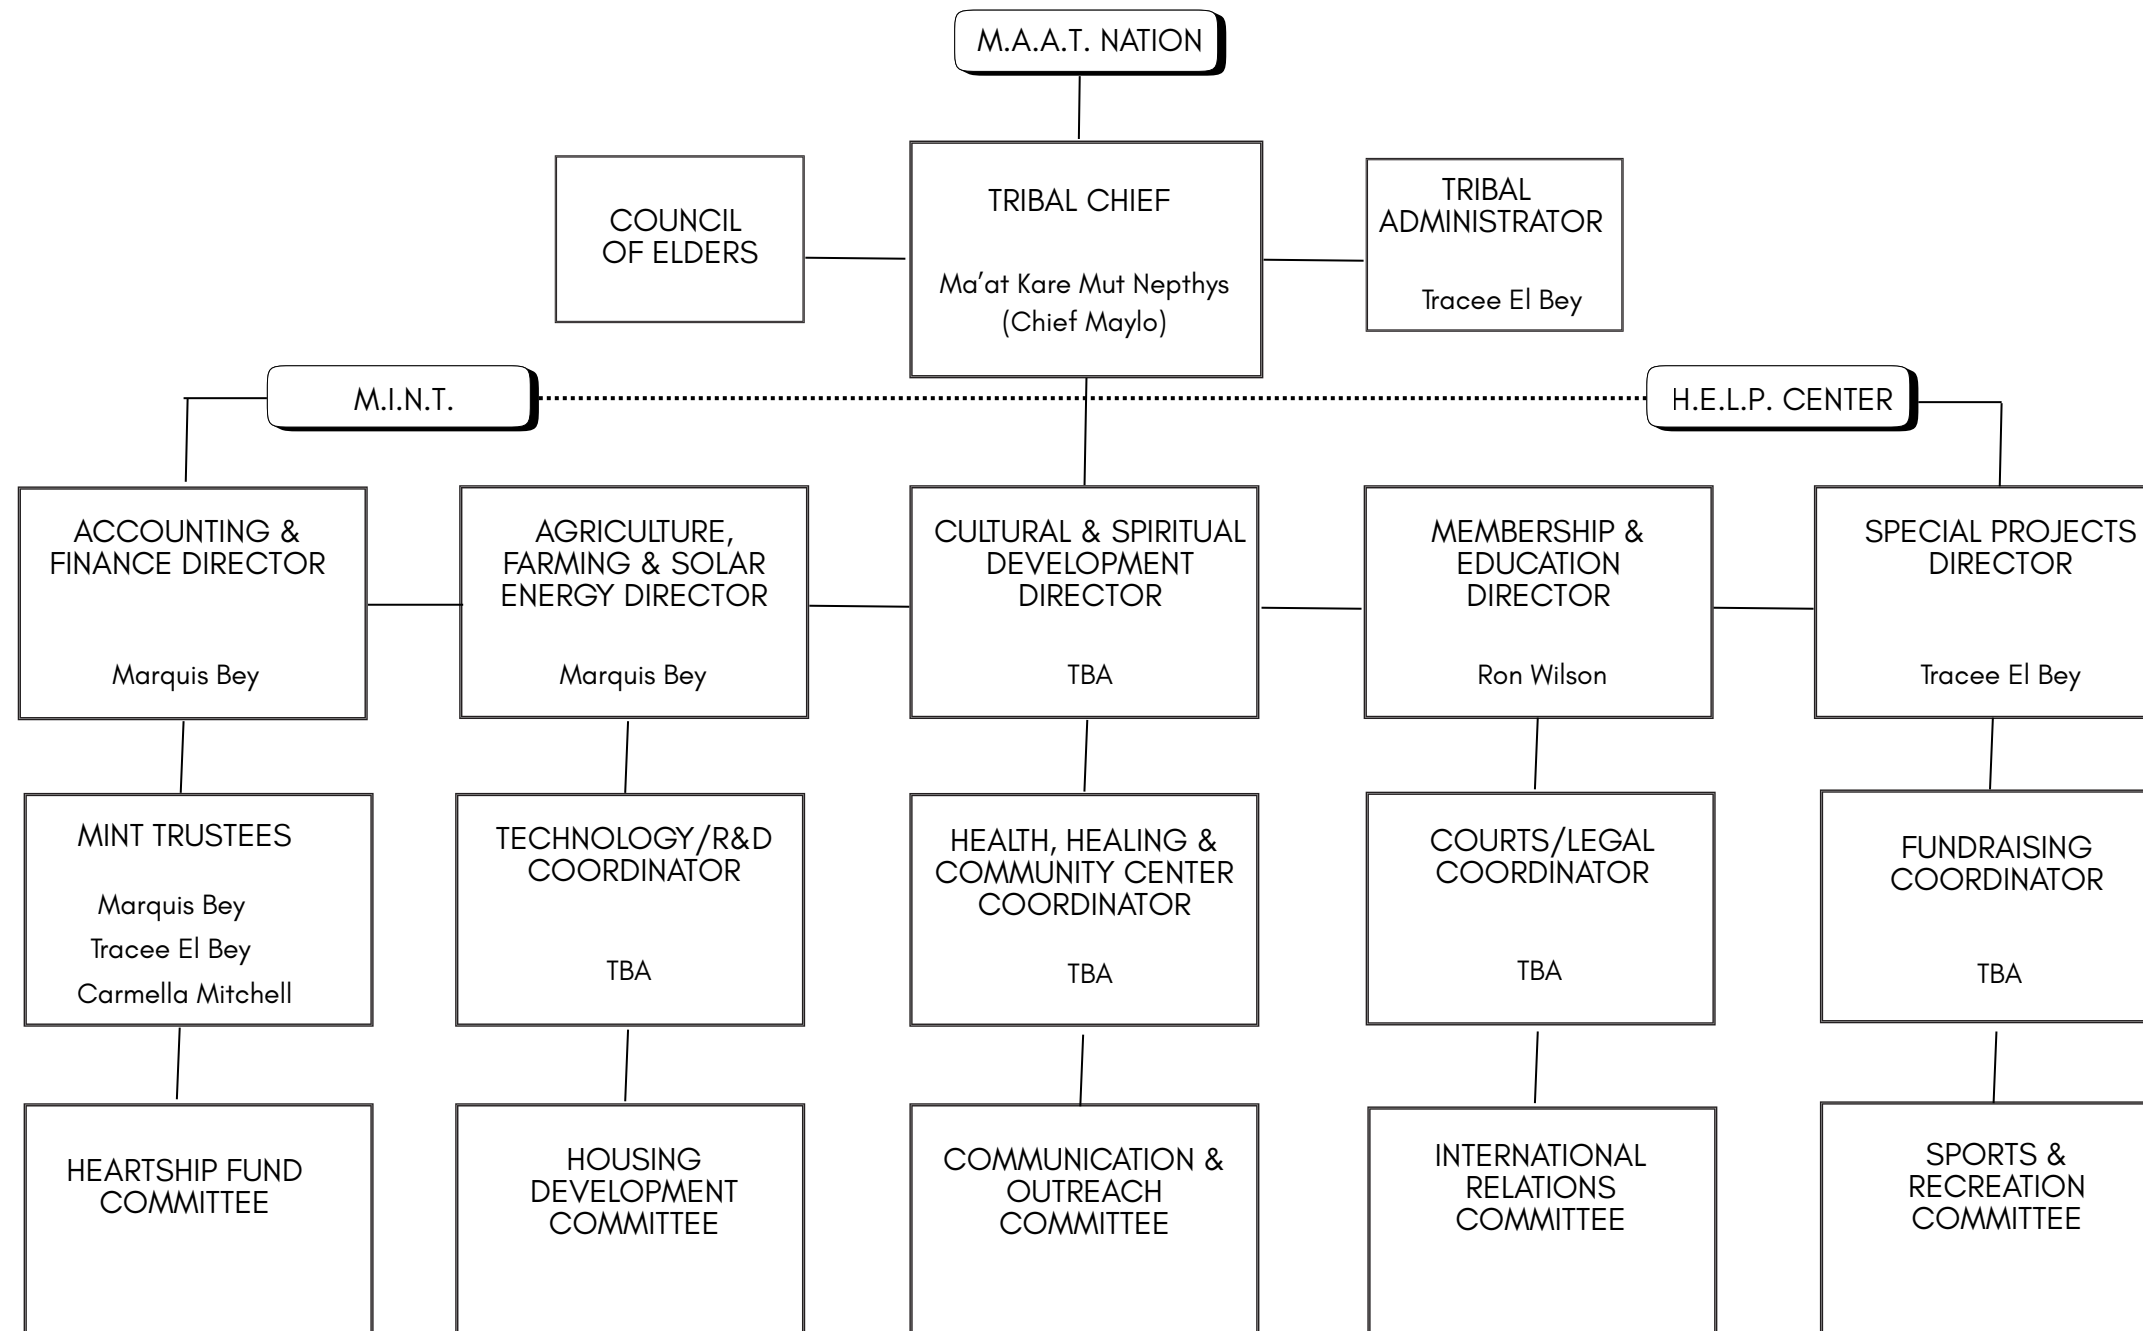 M.A.A.T. NATION
COUNCIL
OF ELDERS
TRIBAL CHIEF
Ma'at Kare Mut Nepthys
(Chief Maylo)
TRIBAL
ADMINISTRATOR
Tracee El Bey
M.I.N.T.
H.E.L.P. CENTER
ACCOUNTING &
FINANCE DIRECTOR
Marquis Bey
AGRICULTURE,
FARMING & SOLAR
ENERGY DIRECTOR
Marquis Bey
CULTURAL & SPIRITUAL
DEVELOPMENT
DIRECTOR
TBA
MEMBERSHIP &
EDUCATION
DIRECTOR
Ron Wilson
SPECIAL PROJECTS
DIRECTOR
Tracee El Bey
MINT TRUSTEES
Marquis Bey
Tracee El Bey
Carmella Mitchell
TECHNOLOGY/R&D
COORDINATOR
TBA
HEALTH, HEALING &
COMMUNITY CENTER
COORDINATOR
TBA
COURTS/LEGAL
COORDINATOR
TBA
FUNDRAISING
COORDINATOR
TBA
HEARTSHIP FUND
COMMITTEE
HOUSING
DEVELOPMENT
COMMITTEE
COMMUNICATION &
OUTREACH
COMMITTEE
INTERNATIONAL
RELATIONS
COMMITTEE
SPORTS &
RECREATION
COMMITTEE